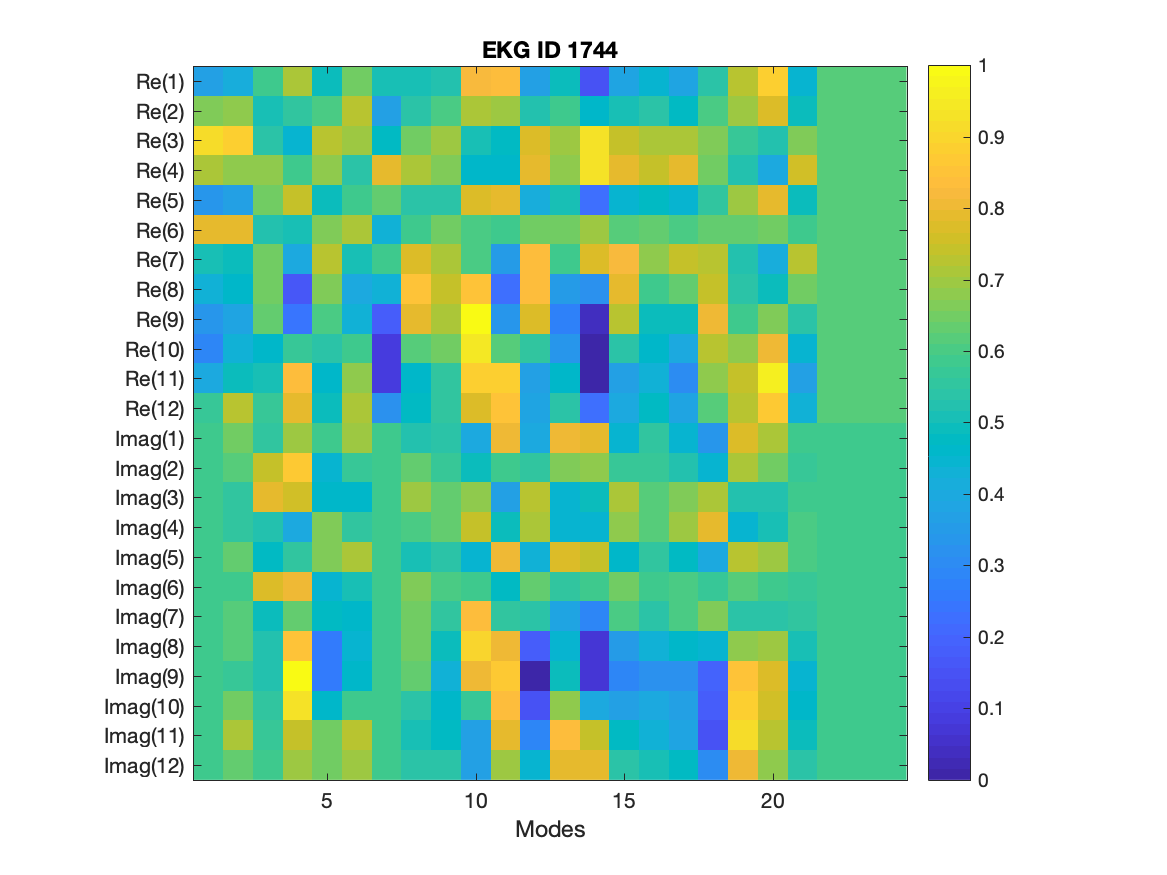 EKG ID 1744
Re(1)
Re(2)
Re(3)
Re(4)
Re(5)
Re(6)
Re(7)
Re(8)
Re(9)
Re(10)
Re(11)
Re(12)
Imag(1)
Imag(2)
Imag(3)
Imag(4)
Imag(5)
Imag(6)
Imag(7)
Imag(8)
Imag(9)
Imag(10)
Imag(11)
Imag(12)
5 10 15 20
Modes
1
0.9
0.8
0.7
0.6
0.5
0.4
0.3
0.2
0.1
0